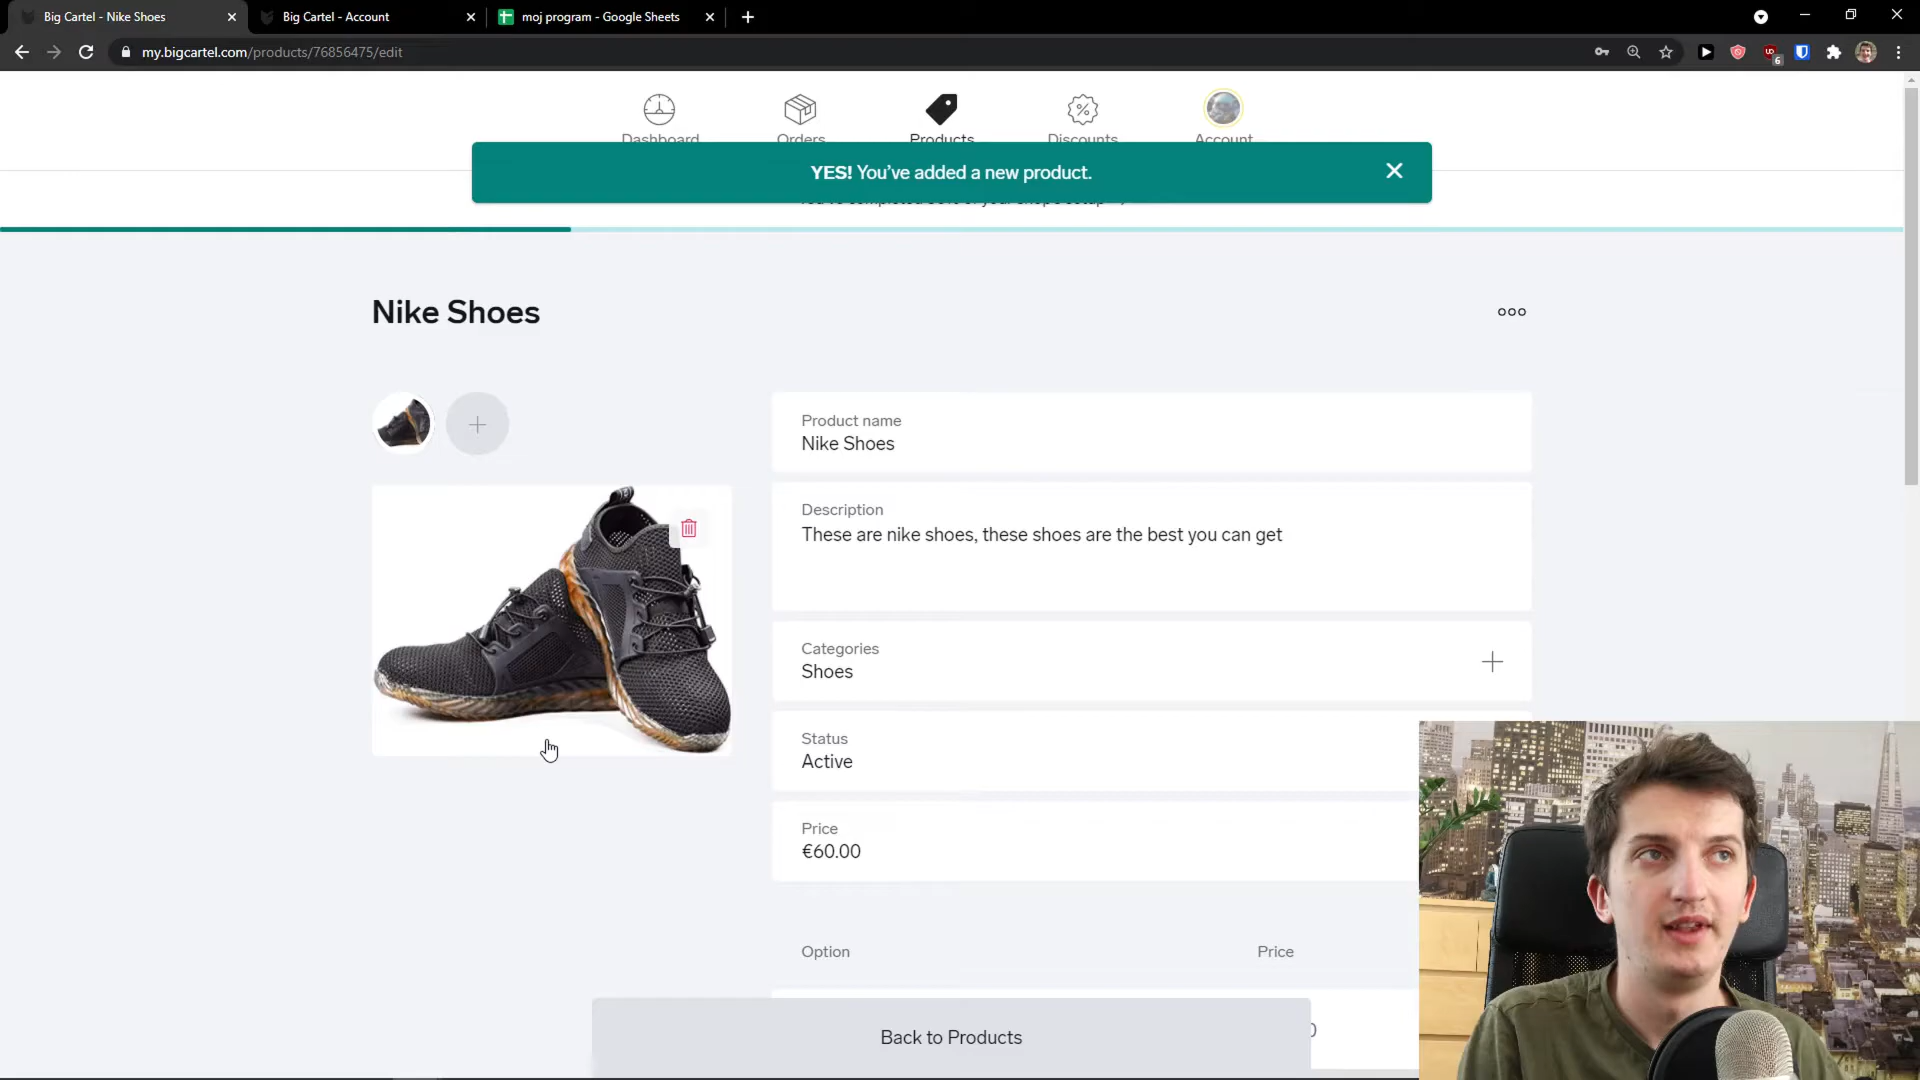 Big Cartel - Nike Shoes
Big Cartel - Account
moj program - Google Sheets
my.bigcartel.com/products/76856475/edit
6
Dashboard
Orders
Products
Discounts
Account
YES! You've added a new product.
Nike Shoes
Product name
Nike Shoes
Description
These are nike shoes, these shoes are the best you can get
Categories
Shoes
Status
Active
Price
€60.00
Option
Price
Back to Products